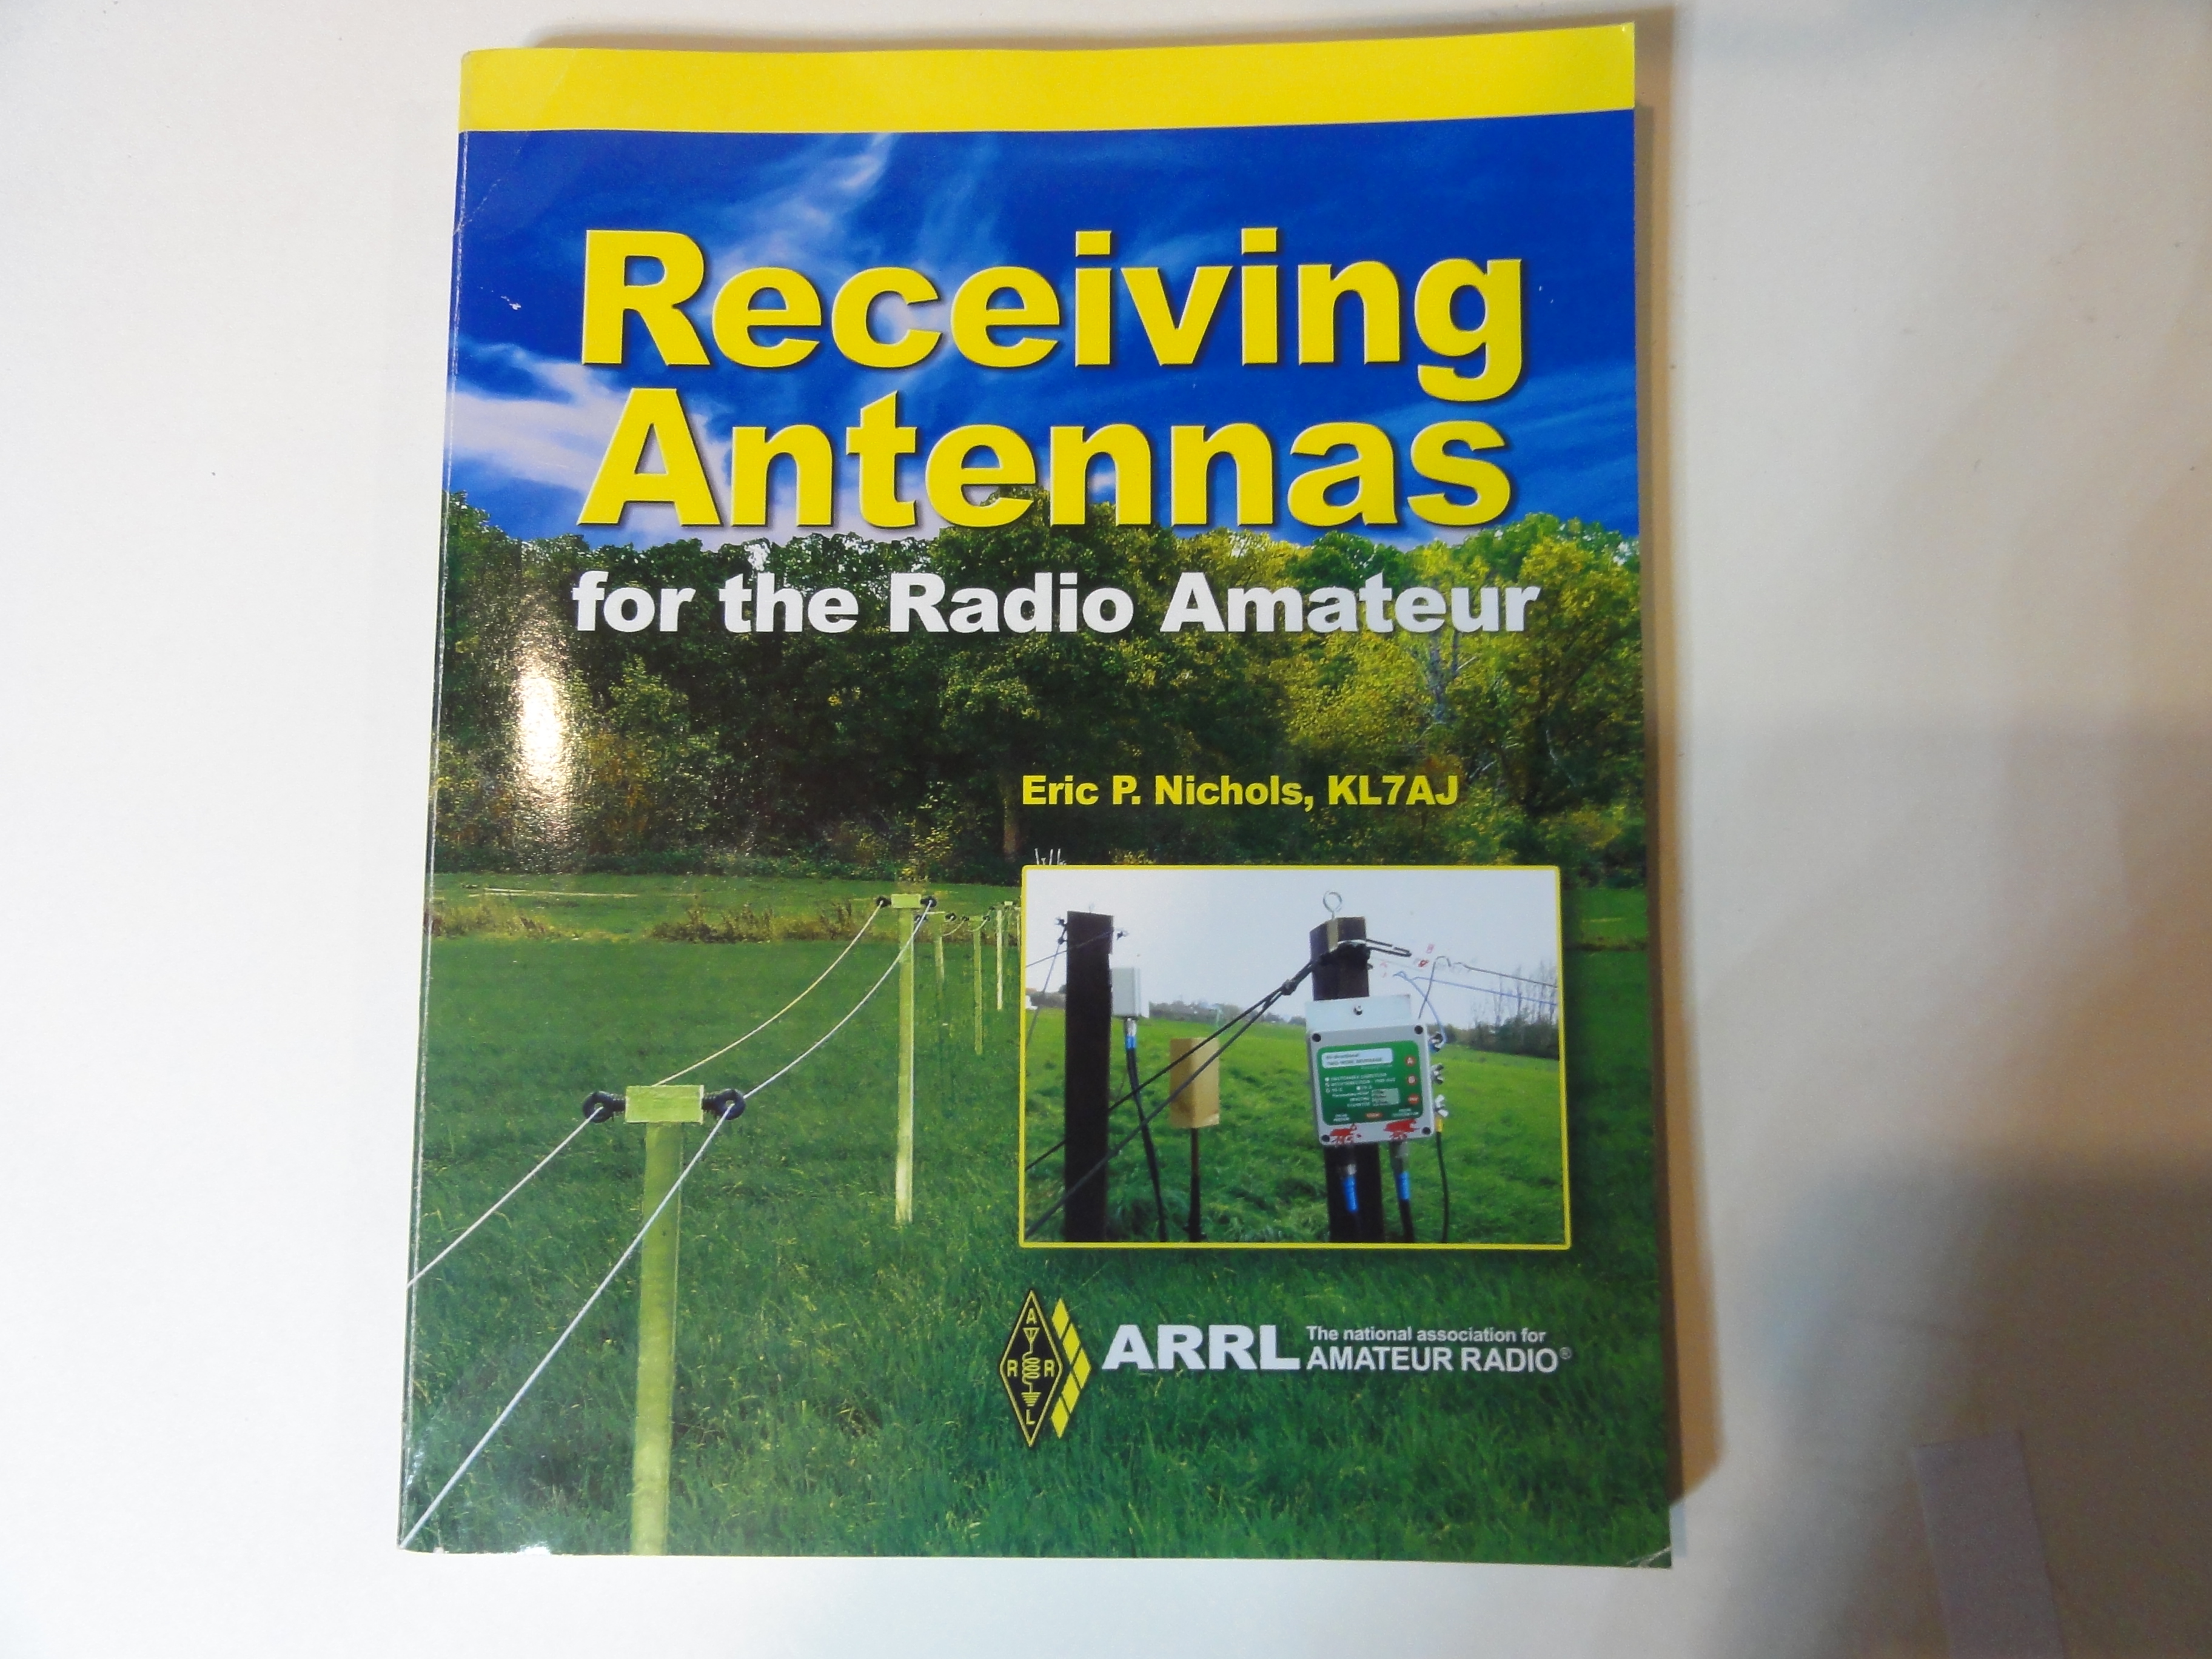 Receiving
Antennas
for the Radio Amateur
Eric P. Nichols, KL7AJ
A
R R
L
ARRL The national association for
AMATEUR RADIO®